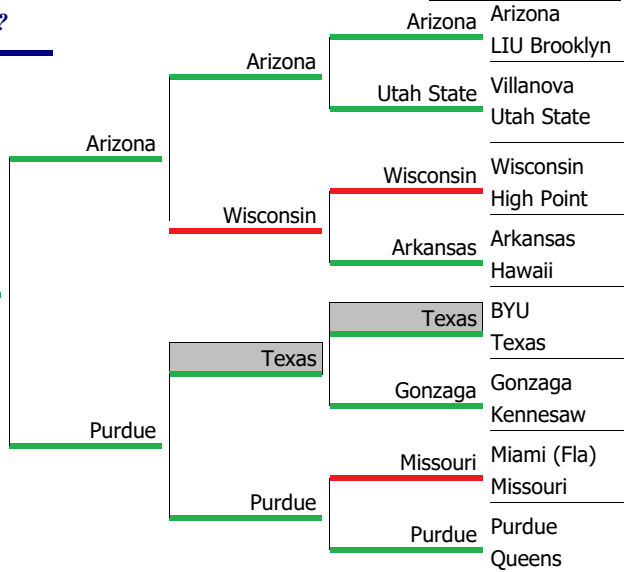 ?
Arizona
Arizona
LIU Brooklyn
Arizona
Utah State
Villanova
Utah State
Arizona
Wisconsin
Wisconsin
High Point
Wisconsin
Arkansas
Arkansas
Hawaii
Texas
BYU
Texas
Texas
Gonzaga
Gonzaga
Kennesaw
Purdue
Missouri
Miami (Fla)
Missouri
Purdue
Purdue
Purdue
Queens